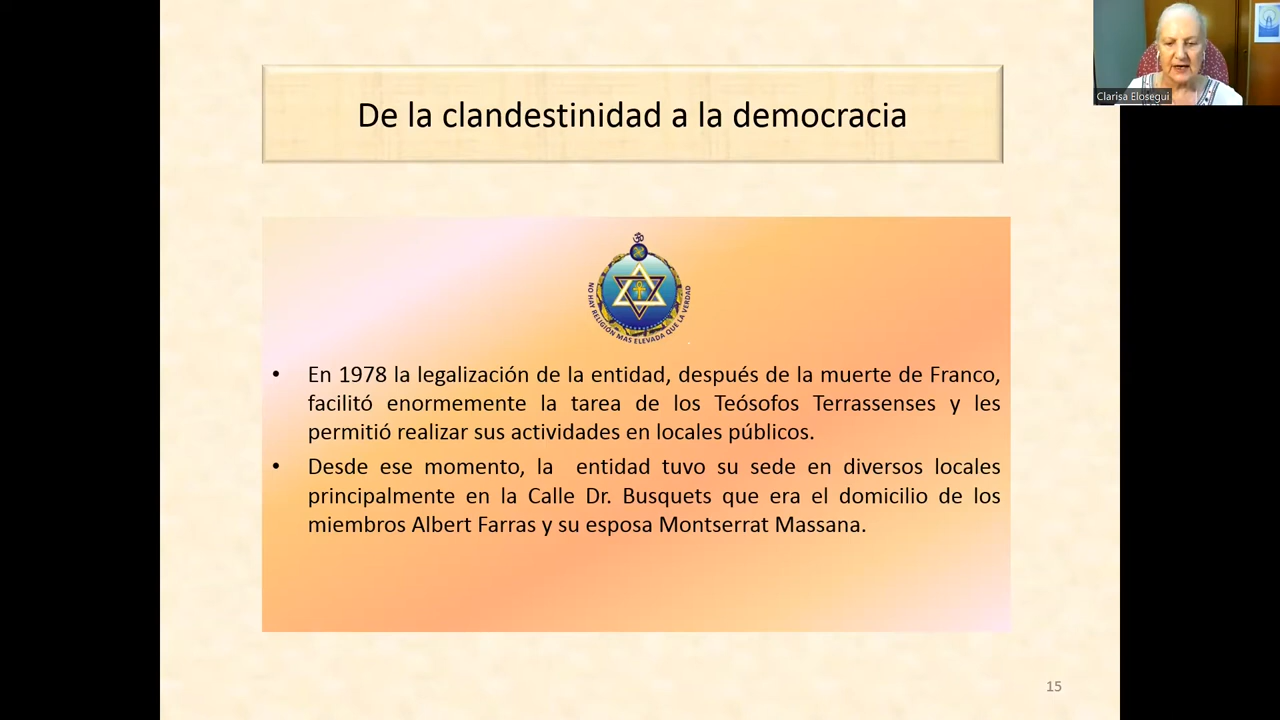 Clarisa Elosegui
De la clandestinidad a la democracia
NO HAY RELIGIÓN MAS ELEVADA QUE LA VERDAD
• En 1978 la legalización de la entidad, después de la muerte de Franco,
facilitó enormemente la tarea de los Teósofos Terrassenses y les
permitió realizar sus actividades en locales públicos.
• Desde ese momento, la entidad tuvo su sede en diversos locales
principalmente en la Calle Dr. Busquets que era el domicilio de los
miembros Albert Farras y su esposa Montserrat Massana.
15